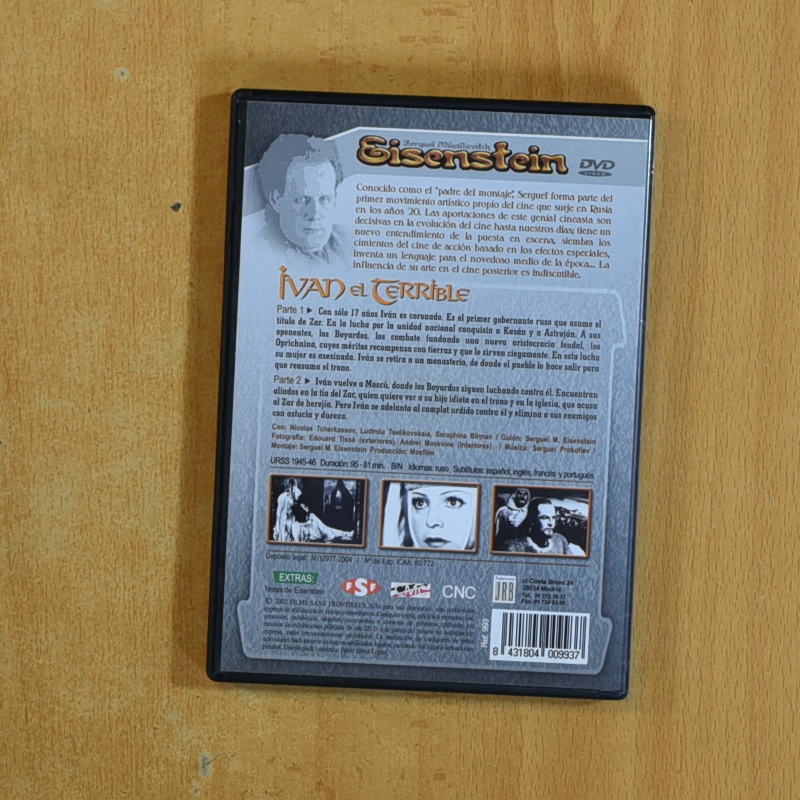 Serguei Mikailovitch
Eisenstein
DVD
VIDEO
Conocido como el "padre del montaje", Serguei forma parte del
primer movimiento artístico propio del cine que surje en Rusia
en los años 20. Las aportaciones de este genial cineasta son
decisivas en la evolución del cine hasta nuestros días; tiene un
nuevo entendimiento de la puesta en escena, siembra los
cimientos del cine de acción basado en los efectos especiales,
inventa un lenguaje para el novedoso medio de la época... La
influencia de su arte en el cine posterior es indiscutible.
IVAN EL TERRIBLE
Parte 1 ► Con sólo 17 años Iván es coronado. Es el primer gobernante ruso que asume el
título de Zar. En la lucha por la unidad nacional conquista a Kasán y a Astraján. A sus
oponentes, los Boyardos, los combate fundando una nueva aristocracia feudal, los
Oprichnina, cuyos méritos recompensa con tierras y que le sirven ciegamente. En esta lucha
su mujer es asesinada. Iván se retira a un monasterio, de donde el pueblo lo hace salir para
que reasuma el trono.
Parte 2 ► Iván vuelve a Moscú, donde los Boyardos siguen luchando contra él. Encuentran
aliados en la tía del Zar, quien quiere ver a su hijo idiota en el trono y en la iglesia, que acusa
al Zar de herejía. Pero Iván se adelanta al complot urdido contra él y elimina a sus enemigos
con astucia y dureza.
Con: Nicolas Tcherkassov, Ludmila Tselikovskaia, Seraphina Birman / Guión: Serguei M. Eisenstein
Fotografía: Edouard Tissé (exteriores), Andrei Moskvine (interiores) / Música: Serguei Prokofiev /
Montaje: Serguei M. Eisenstein Producción: Mosfilm
URSS 1945-46 Duración: 95 - 81 min. B/N Idiomas: ruso Subtítulos: español, inglés, francés y portugués
Depósito legal: M-12977-2004 / Nº de Exp. ICAA: 80.772
EXTRAS:
Notas de Eisenstein
FSF
CMC
CNC
JRB
c/ Costa Brava 24
28034 Madrid
© 2002 FILMS SANS FRONTIERES.
Ref. 993
8 431804 009937